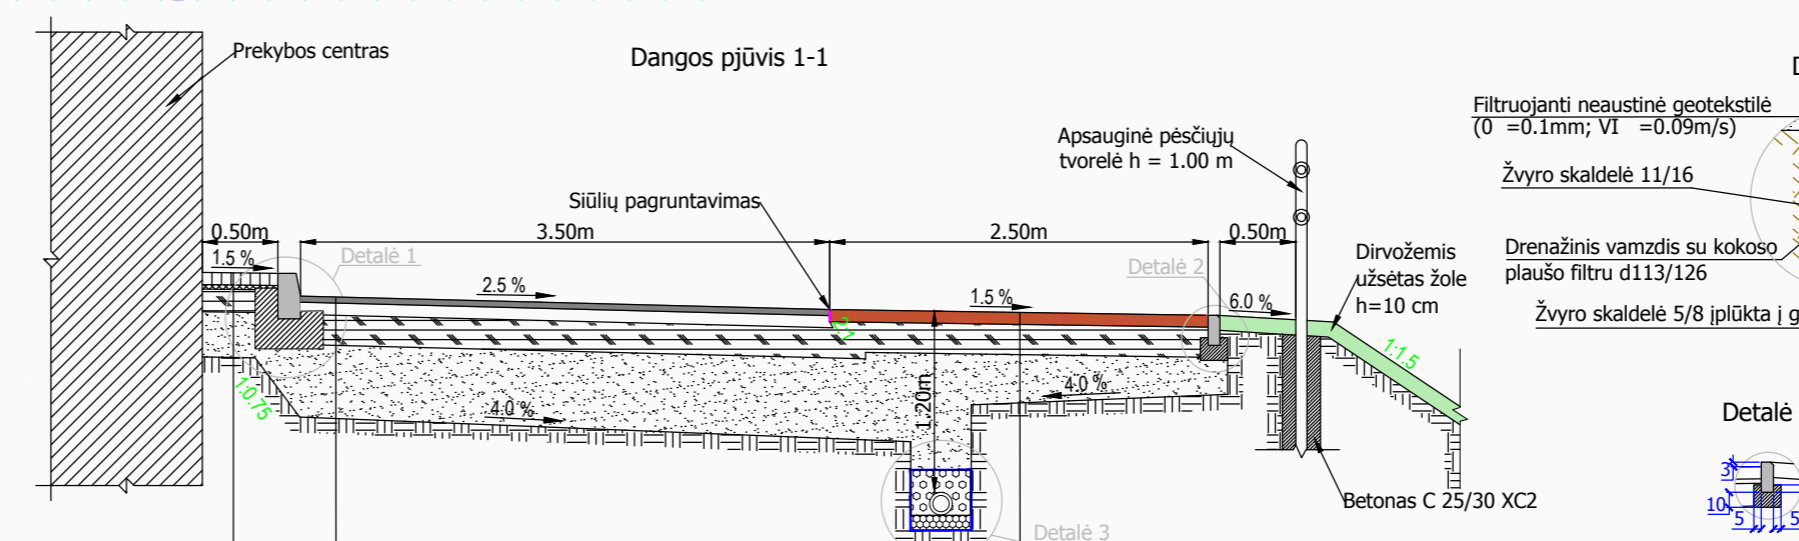 Prekybos centras
Dangos pjūvis 1-1
Filtruojanti neaustinė geotekstilė
(0  =0.1mm; VI  =0.09m/s)
Apsauginė pėsčiųjų
tvorelė h = 1.00 m
Žvyro skaldelė 11/16
Siūlių pagruntavimas
0.50m
3.50m
2.50m
0.50m
Detalė 1
Detalė 2
Dirvožemis
užsėtas žole
h=10 cm
Drenažinis vamzdis su kokoso
plaušo filtru d113/126
Žvyro skaldelė 5/8 įplūkta į g
1.5 %
2.5 %
1.5 %
6.0 %
2:1
1:1.5
1:0.75
4.0 %
4.0 %
1.20m
Detalė
3
10
5
5
Betonas C 25/30 XC2
Detalė 3